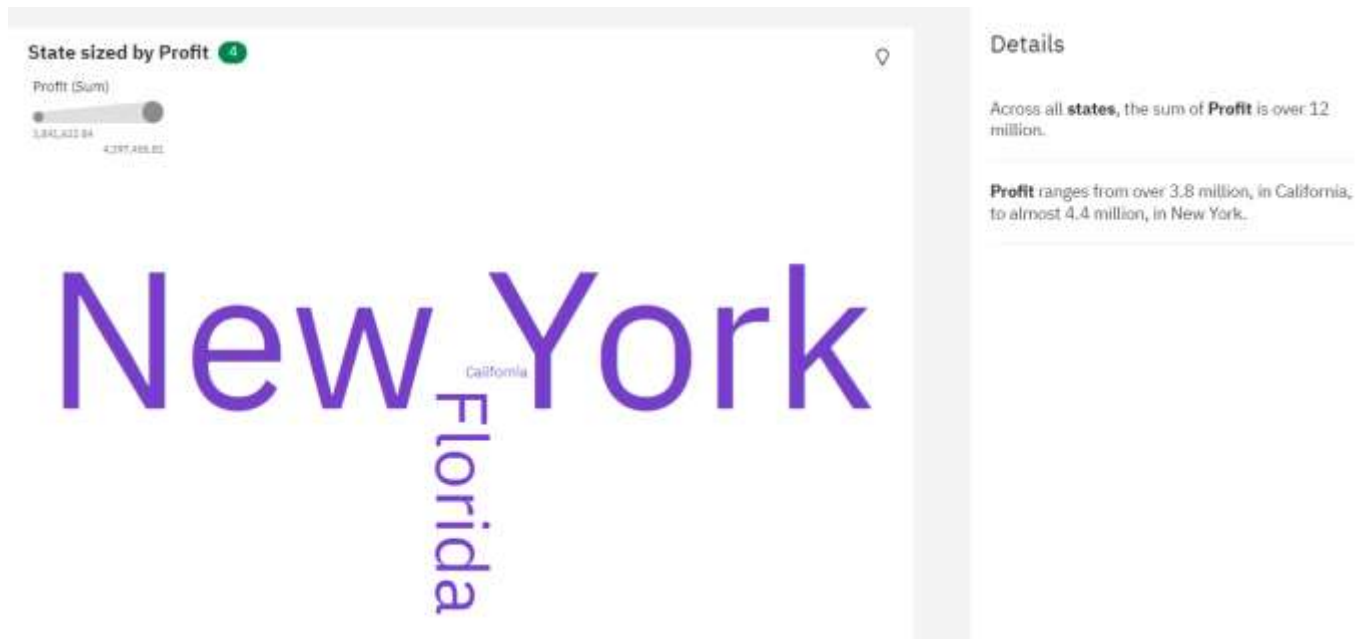 State sized by Profit 4
Profit (Sum)
New York
California
Florida
Details
Across all states, the sum of Profit is over 12
million.
Profit ranges from over 3.8 million, in California,
to almost 4.4 million, in New York.